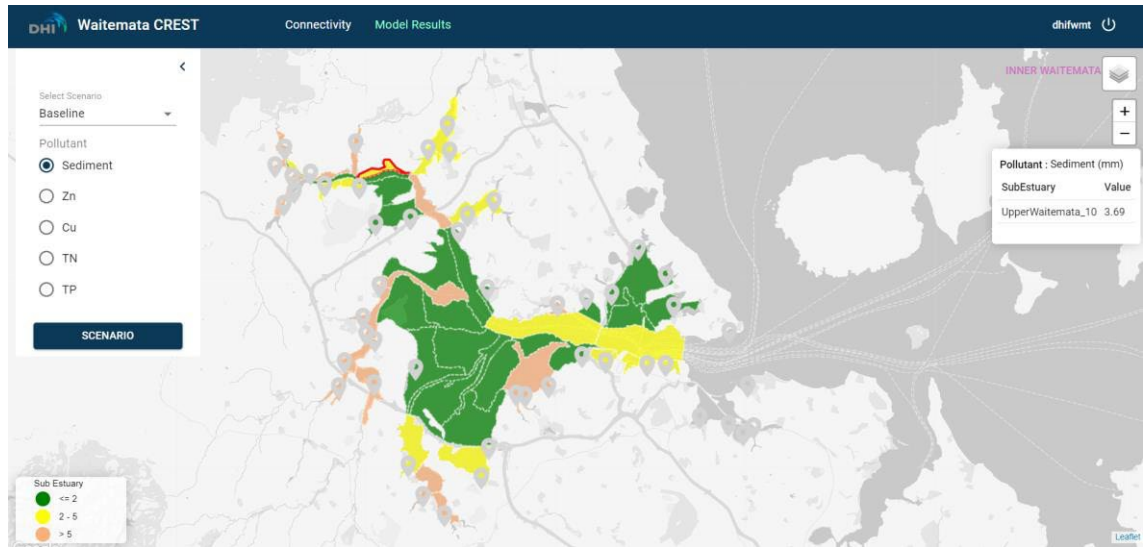 DHI Waitemata CREST Connectivity Model Results dhifwmt
Select Scenario
Baseline
Pollutant
Sediment
Zn
Cu
TN
TP
SCENARIO
INNER WAITEMATA
+
−
Pollutant : Sediment (mm)
SubEstuary Value
UpperWaitemata_10 3.69
Sub Estuary
<= 2
2 - 5
> 5
Leaflet